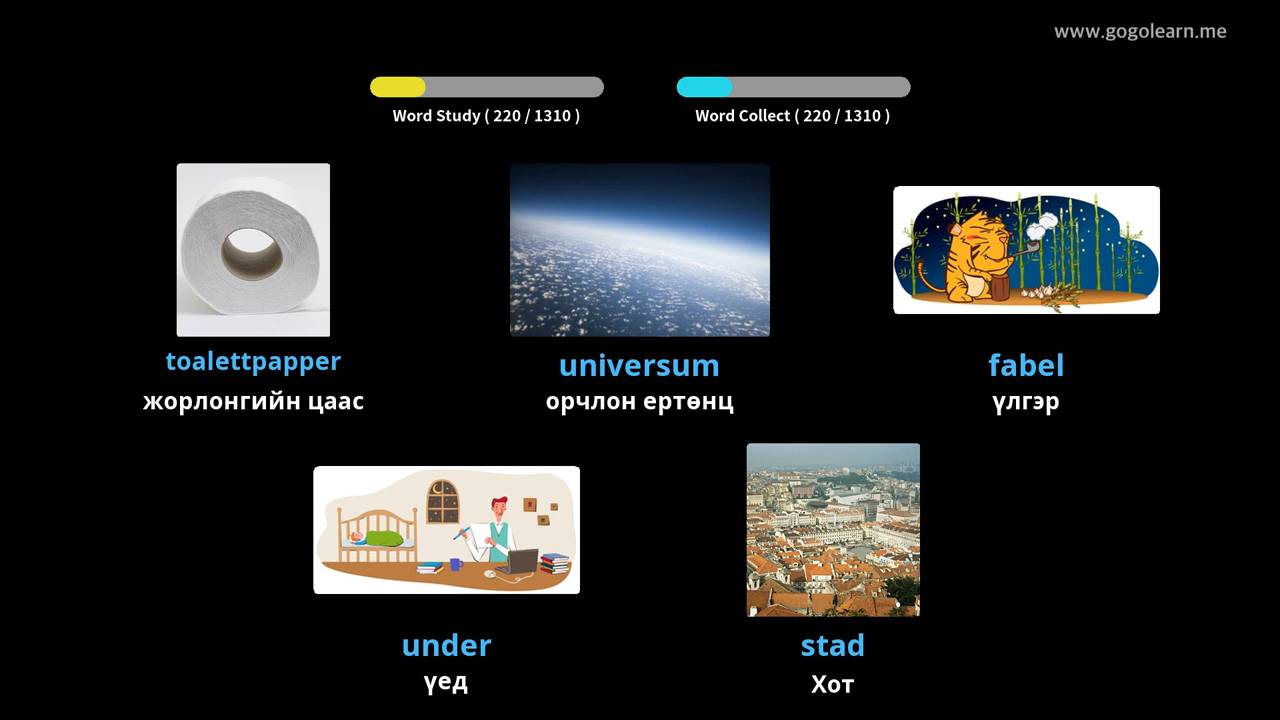 www.gogolearn.me
Word Study ( 220 / 1310 )
Word Collect ( 220 / 1310 )
toalettpapper
жорлонгийн цаас
universum
орчлон ертөнц
fabel
үлгэр
under
үед
stad
Хот